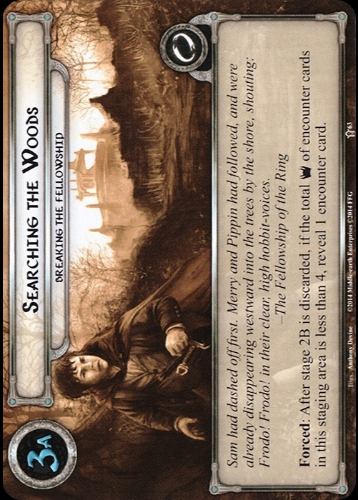 3A
SEARCHING THE WOODS
BREAKING THE FELLOWSHIP
Sam had dashed off first. Merry and Pippin had followed, and were
already disappearing westward into the trees by the shore, shouting:
Frodo! Frodo! in their clear, high hobbit-voices.
–The Fellowship of the Ring
Forced: After stage 2B is discarded, if the total of encounter cards
in this staging area is less than 4, reveal 1 encounter card.
Illus. Anthony Devine ©2014 Middle-earth Enterprises ©2014 FFG 83